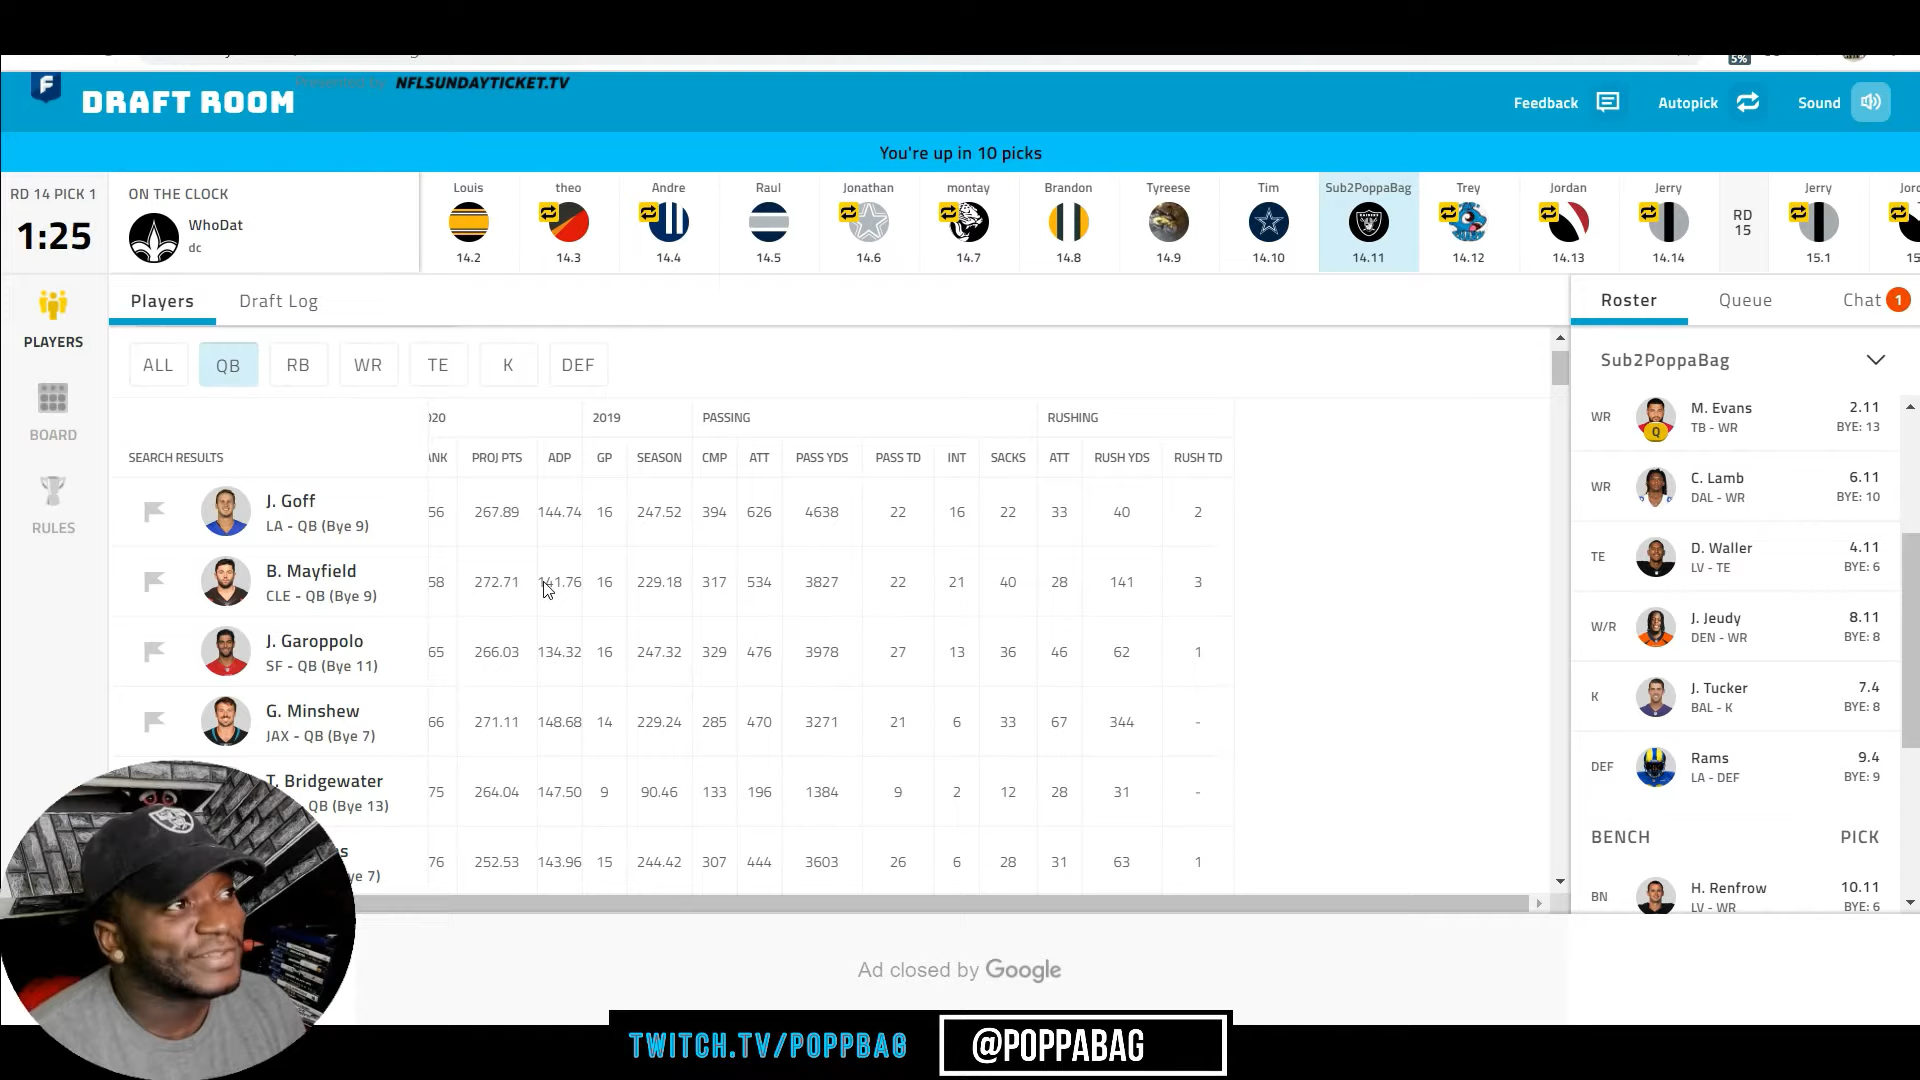 5%
F
Presented by NFLSUNDAYTICKET.TV
DRAFT ROOM
Feedback
Autopick
Sound
You're up in 10 picks
RD 14 PICK 1
1:25
ON THE CLOCK
WhoDat
dc
Louis
14.2
theo
14.3
Andre
14.4
Raul
14.5
Jonathan
14.6
montay
14.7
Brandon
14.8
Tyreese
14.9
Tim
14.10
Sub2PoppaBag
14.11
Trey
14.12
Jordan
14.13
Jerry
14.14
RD
15
Jerry
15.1
PLAYERS
BOARD
RULES
Players
Draft Log
ALL
QB
RB
WR
TE
K
DEF
2019
PASSING
RUSHING
SEARCH RESULTS
PROJ PTS
ADP
GP
SEASON
CMP
ATT
PASS YDS
PASS TD
INT
SACKS
ATT
RUSH YDS
RUSH TD
J. Goff
LA - QB (Bye 9)
56 267.89 144.74 16 247.52 394 626 4638 22 16 22 33 40 2
B. Mayfield
CLE - QB (Bye 9)
58 272.71 141.76 16 229.18 317 534 3827 22 21 40 28 141 3
J. Garoppolo
SF - QB (Bye 11)
65 266.03 134.32 16 247.32 329 476 3978 27 13 36 46 62 1
G. Minshew
JAX - QB (Bye 7)
66 271.11 148.68 14 229.24 285 470 3271 21 6 33 67 344 -
T. Bridgewater
QB (Bye 13)
75 264.04 147.50 9 90.46 133 196 1384 9 2 12 28 31 -
ye 7)
76 252.53 143.96 15 244.42 307 444 3603 26 6 28 31 63 1
Roster
Queue
Chat 1
Sub2PoppaBag
WR
M. Evans
TB - WR
Q
2.11
BYE: 13
WR
C. Lamb
DAL - WR
6.11
BYE: 10
TE
D. Waller
LV - TE
4.11
BYE: 6
W/R
J. Jeudy
DEN - WR
8.11
BYE: 8
K
J. Tucker
BAL - K
7.4
BYE: 8
DEF
Rams
LA - DEF
9.4
BYE: 9
BENCH
PICK
BN
H. Renfrow
LV - WR
10.11
BYE: 6
Ad closed by Google
TWITCH.TV/POPPBAG
@POPPABAG